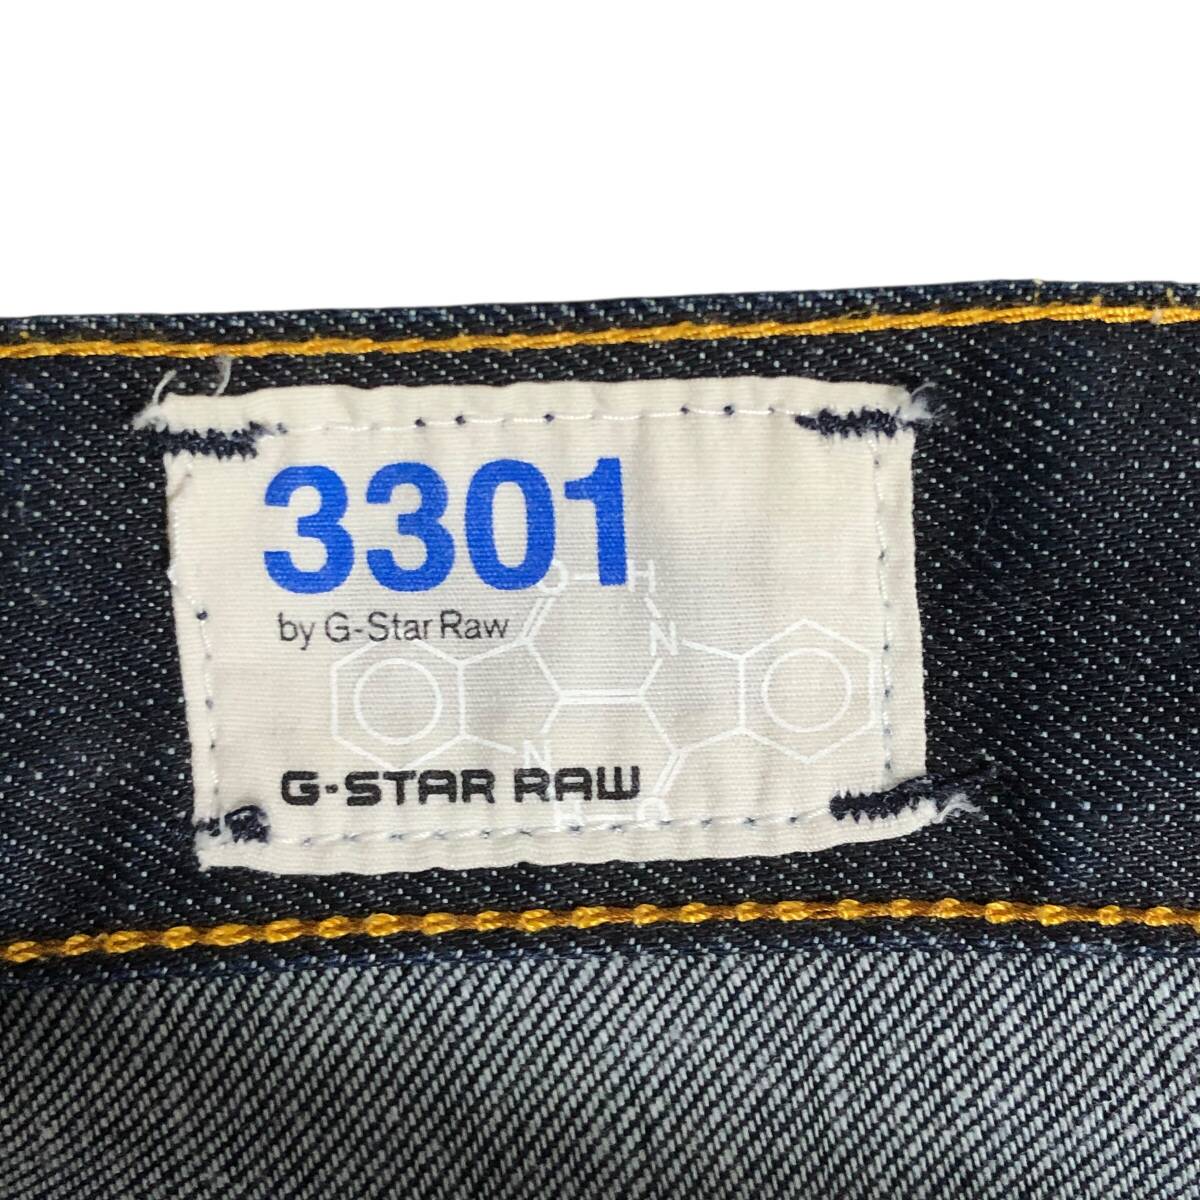 3301
by G-Star Raw
O H
N
N
G-STAR RAW
H O